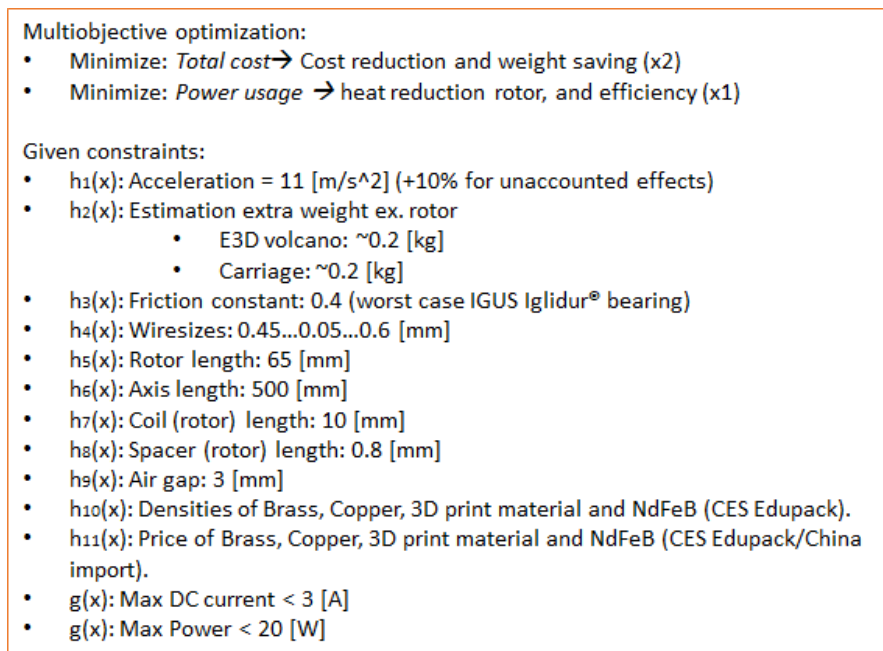 Multiobjective optimization:
• Minimize: Total cost→ Cost reduction and weight saving (x2)
• Minimize: Power usage → heat reduction rotor, and efficiency (x1)
Given constraints:
• h1(x): Acceleration = 11 [m/s^2] (+10% for unaccounted effects)
• h2(x): Estimation extra weight ex. rotor
• E3D volcano: ~0.2 [kg]
• Carriage: ~0.2 [kg]
• h3(x): Friction constant: 0.4 (worst case IGUS Iglidur® bearing)
• h4(x): Wiresizes: 0.45...0.05...0.6 [mm]
• h5(x): Rotor length: 65 [mm]
• h6(x): Axis length: 500 [mm]
• h7(x): Coil (rotor) length: 10 [mm]
• h8(x): Spacer (rotor) length: 0.8 [mm]
• h9(x): Air gap: 3 [mm]
• h10(x): Densities of Brass, Copper, 3D print material and NdFeB (CES Edupack).
• h11(x): Price of Brass, Copper, 3D print material and NdFeB (CES Edupack/China
import).
• g(x): Max DC current < 3 [A]
• g(x): Max Power < 20 [W]